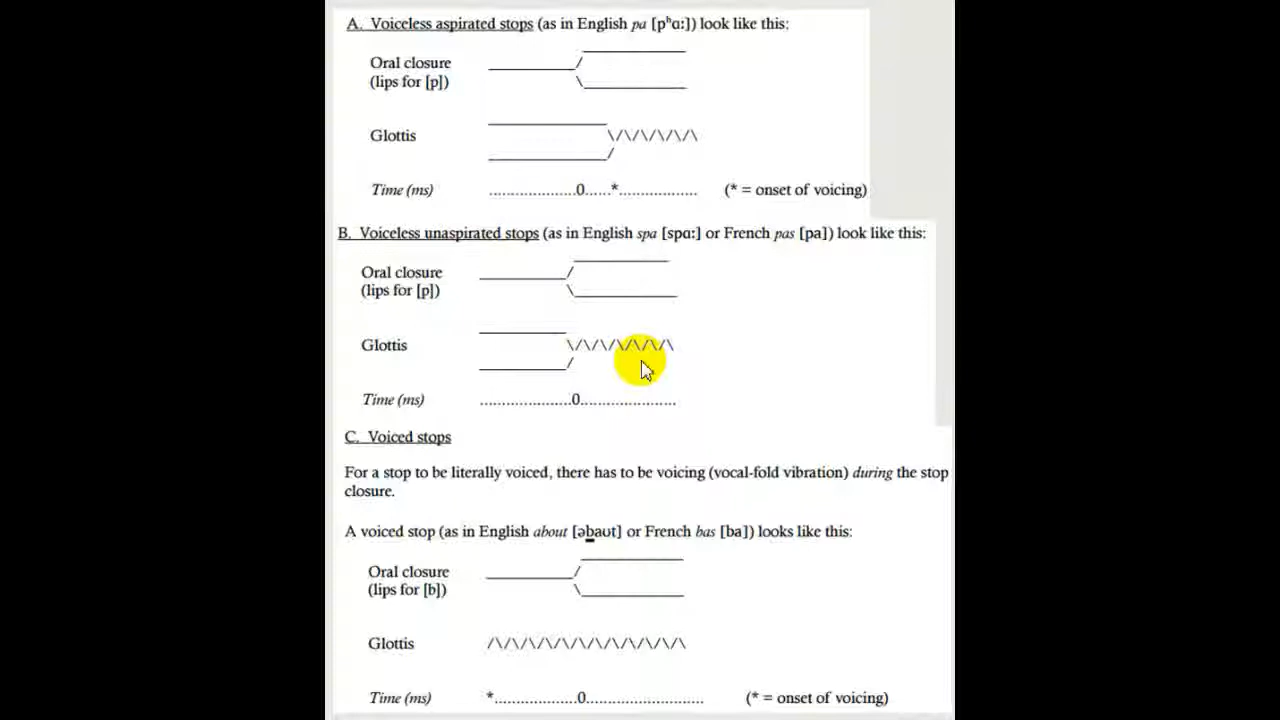 A. Voiceless aspirated stops (as in English pa [pʰɑ:]) look like this:
Oral closure
(lips for [p])
Glottis \/\/\/\/\/\
Time (ms) ....................0......*.................. (* = onset of voicing)
B. Voiceless unaspirated stops (as in English spa [spɑ:] or French pas [pa]) look like this:
Oral closure
(lips for [p])
Glottis \/\/\/\/\/\/\
Time (ms) .....................0......................
C. Voiced stops
For a stop to be literally voiced, there has to be voicing (vocal-fold vibration) during the stop
closure.
A voiced stop (as in English about [əbaʊt] or French bas [ba]) looks like this:
Oral closure
(lips for [b])
Glottis /\/\/\/\/\/\/\/\/\/\/\/\
Time (ms) *...................0........................... (* = onset of voicing)